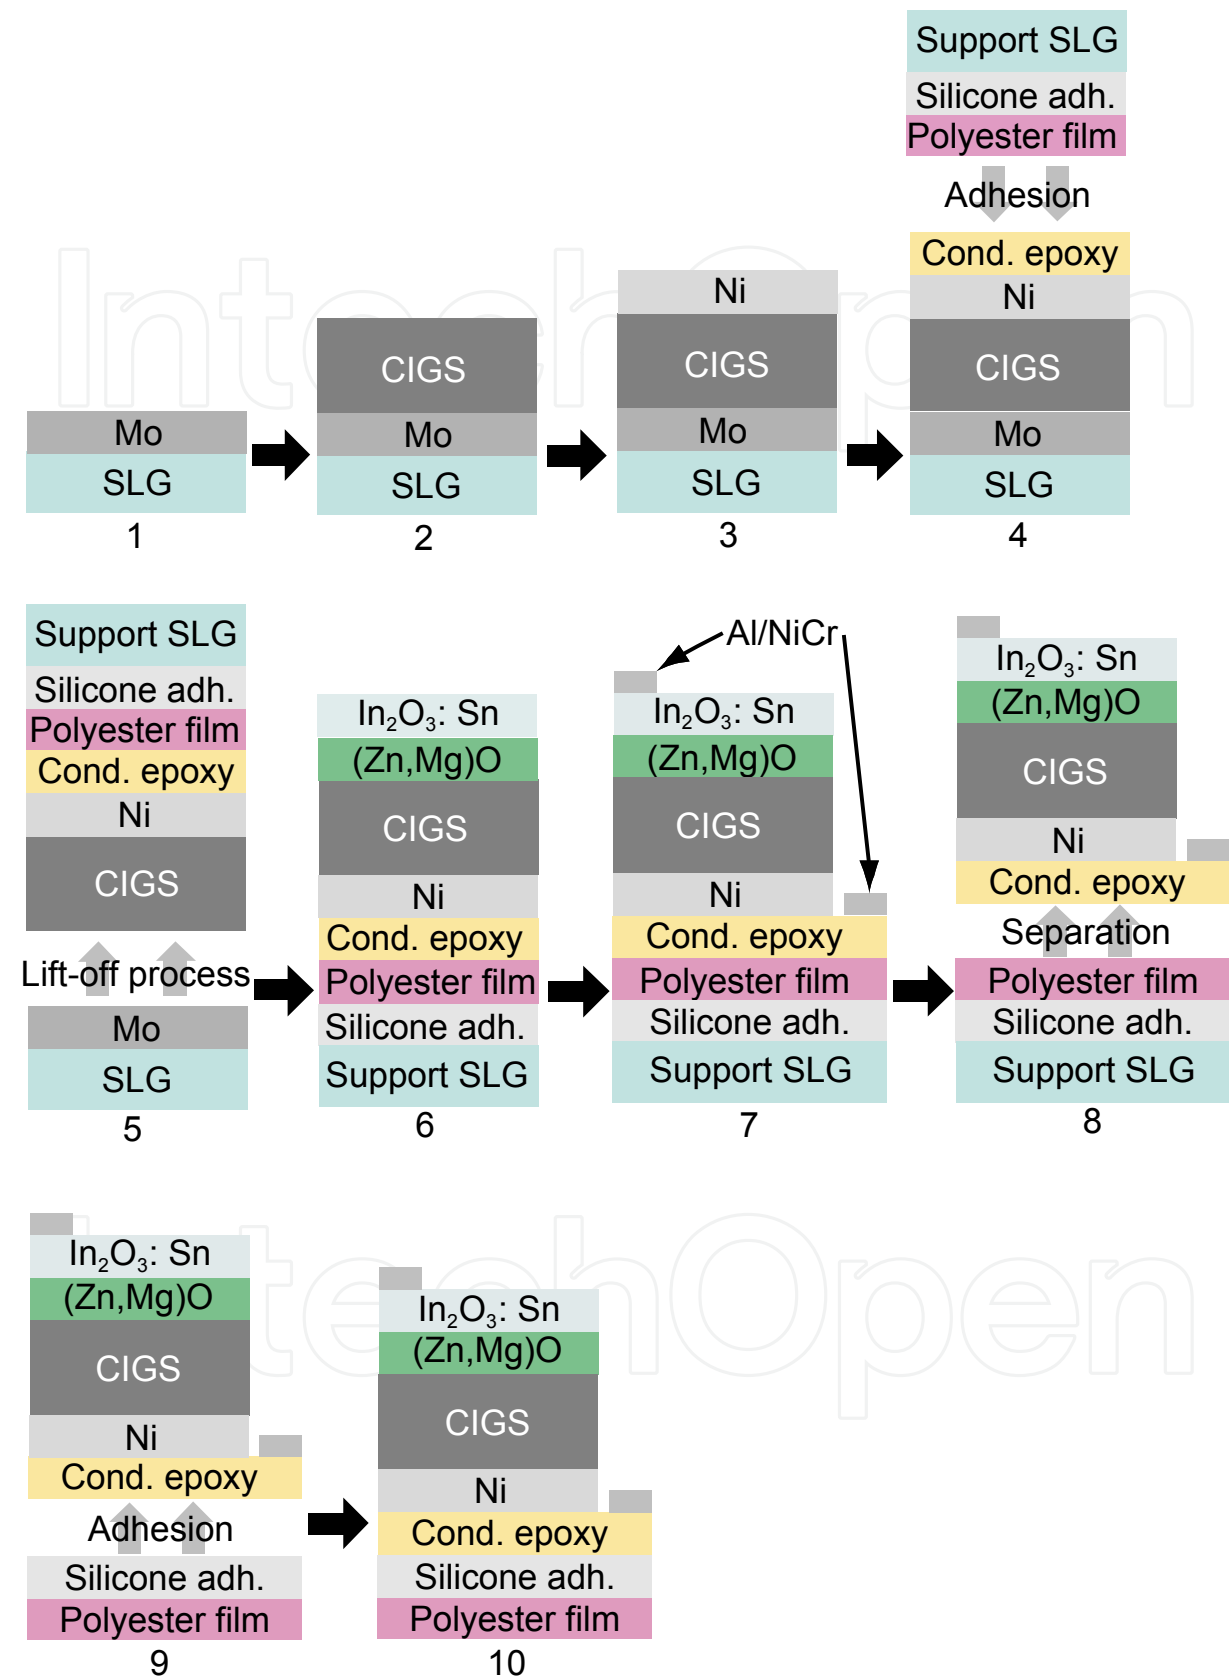 Support SLG
Silicone adh.
Polyester film
Adhesion
Cond. epoxy
Ni
CIGS
Mo
SLG
4
Ni
CIGS
Mo
SLG
3
CIGS
Mo
SLG
2
Mo
SLG
1
IntechOpen
Support SLG
Silicone adh.
Polyester film
Cond. epoxy
Ni
CIGS
Lift-off process
Mo
SLG
5
In₂O₃: Sn
(Zn,Mg)O
CIGS
Ni
Cond. epoxy
Polyester film
Silicone adh.
Support SLG
6
Al/NiCr
In₂O₃: Sn
(Zn,Mg)O
CIGS
Ni
Cond. epoxy
Polyester film
Silicone adh.
Support SLG
7
In₂O₃: Sn
(Zn,Mg)O
CIGS
Ni
Cond. epoxy
Separation
Polyester film
Silicone adh.
Support SLG
8
In₂O₃: Sn
(Zn,Mg)O
CIGS
Ni
Cond. epoxy
Adhesion
Silicone adh.
Polyester film
9
In₂O₃: Sn
(Zn,Mg)O
CIGS
Ni
Cond. epoxy
Silicone adh.
Polyester film
10
IntechOpen